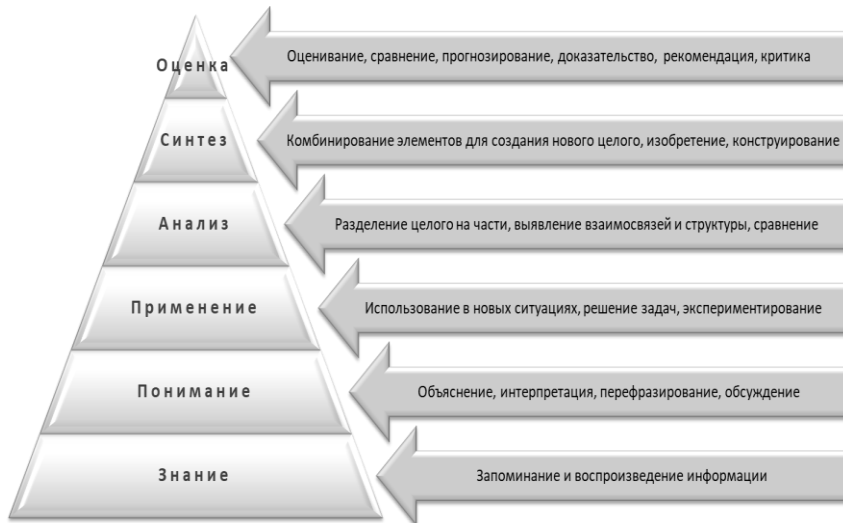 Оценка
Оценивание, сравнение, прогнозирование, доказательство, рекомендация, критика
Синтез
Комбинирование элементов для создания нового целого, изобретение, конструирование
Анализ
Разделение целого на части, выявление взаимосвязей и структуры, сравнение
Применение
Использование в новых ситуациях, решение задач, экспериментирование
Понимание
Объяснение, интерпретация, перефразирование, обсуждение
Знание
Запоминание и воспроизведение информации